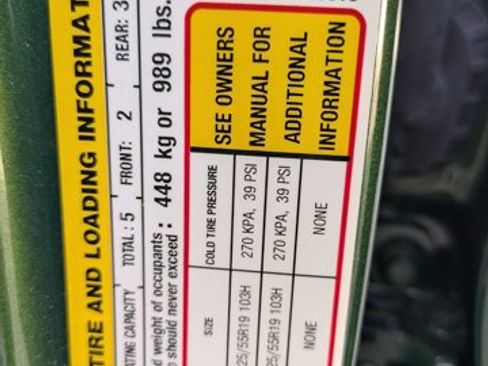 TIRE AND LOADING INFORMAT
ATING CAPACITY TOTAL : 5 FRONT: 2 REAR: 3
d weight of occupants
should never exceed : 448 kg or 989 lbs.
SIZE COLD TIRE PRESSURE
25/55R19 103H 270 KPA, 39 PSI
25/55R19 103H 270 KPA, 39 PSI
NONE NONE
SEE OWNERS
MANUAL FOR
ADDITIONAL
INFORMATION